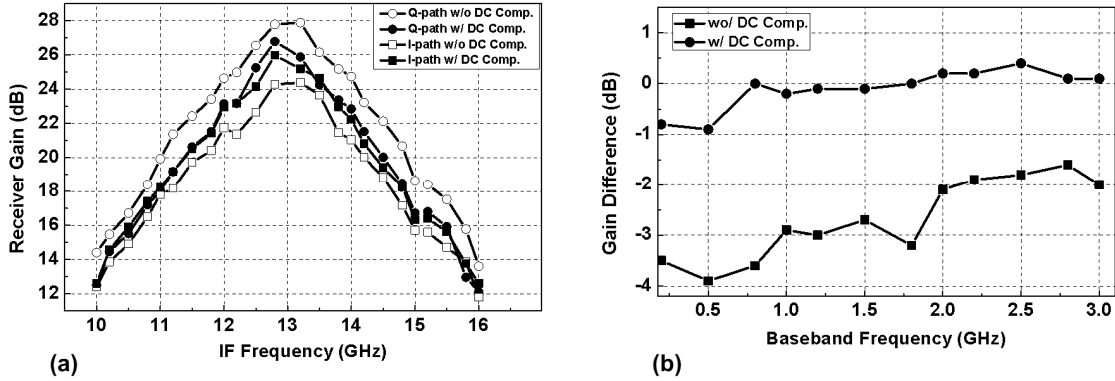 Q-path w/o DC Comp.
Q-path w/ DC Comp.
I-path w/o DC Comp.
I-path w/ DC Comp.
Receiver Gain (dB)
28
26
24
22
20
18
16
14
12
10 11 12 13 14 15 16
IF Frequency (GHz)
(a)
wo/ DC Comp.
w/ DC Comp.
Gain Difference (dB)
1
0
-1
-2
-3
-4
0.5 1.0 1.5 2.0 2.5 3.0
Baseband Frequency (GHz)
(b)